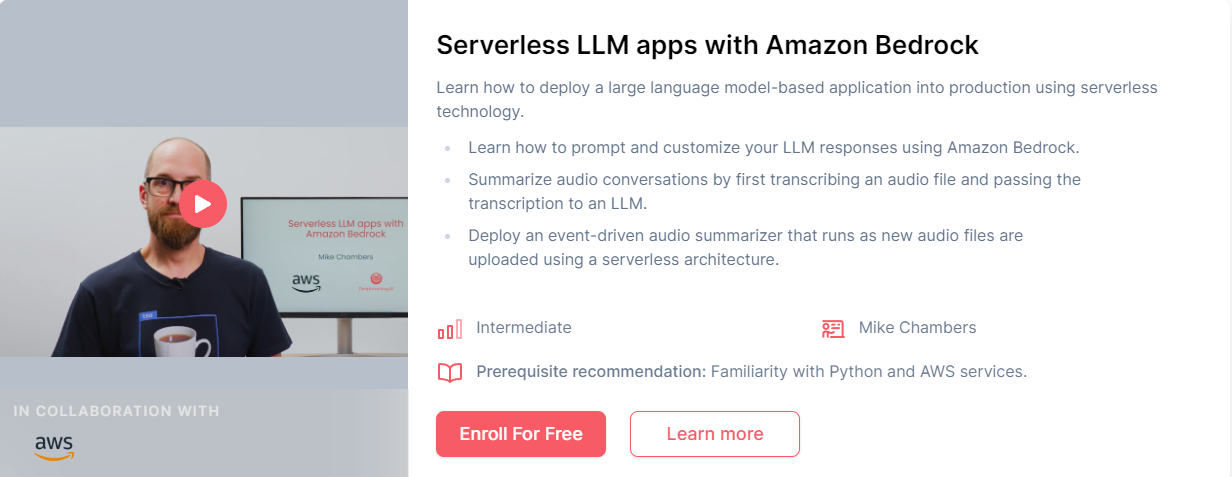 Serverless LLM apps with Amazon Bedrock
Learn how to deploy a large language model-based application into production using serverless
technology.
Learn how to prompt and customize your LLM responses using Amazon Bedrock.
Summarize audio conversations by first transcribing an audio file and passing the
transcription to an LLM.
Deploy an event-driven audio summarizer that runs as new audio files are
uploaded using a serverless architecture.
Intermediate
Mike Chambers
Prerequisite recommendation: Familiarity with Python and AWS services.
Enroll For Free
Learn more
Serverless LLM apps with
Amazon Bedrock
Mike Chambers
aws
DeepLearning.AI
IN COLLABORATION WITH
aws